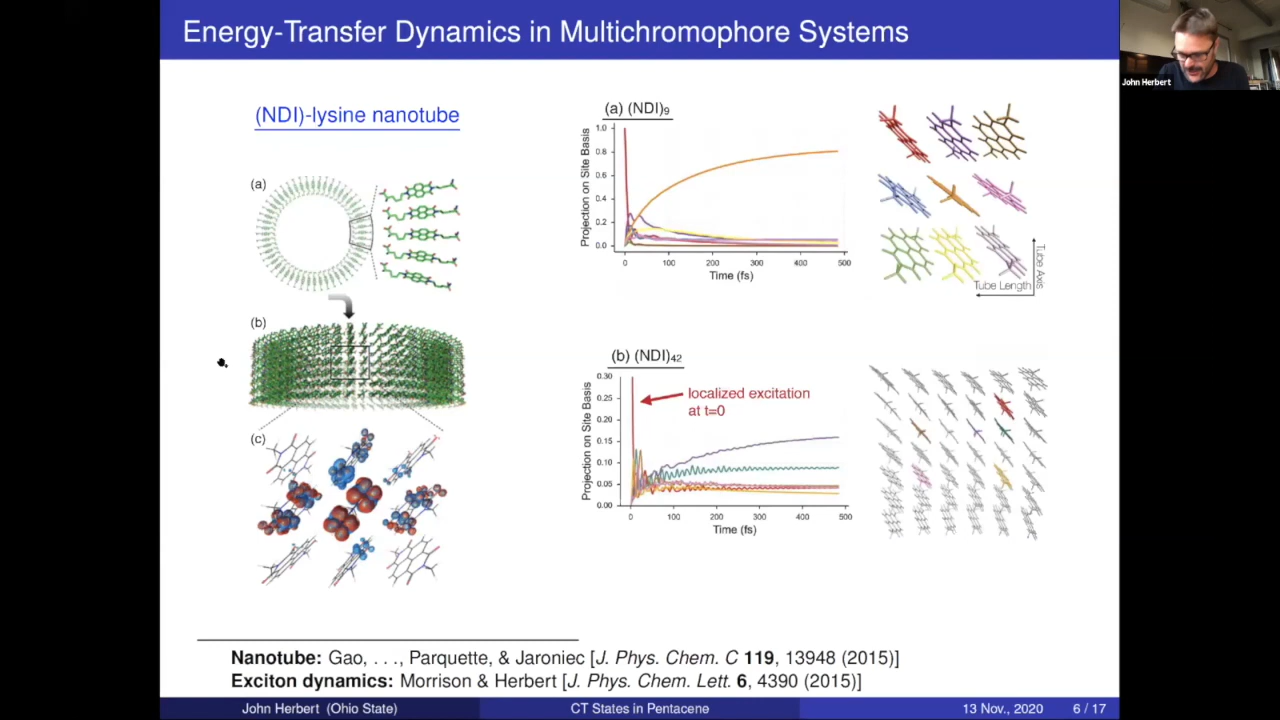 Energy-Transfer Dynamics in Multichromophore Systems
John Herbert
(NDI)-lysine nanotube
(a)
(b)
(c)
(a) (NDI)₉
Projection on Site Basis
1.0
0.8
0.6
0.4
0.2
0.0
0 100 200 300 400 500
Time (fs)
Tube Axis
Tube Length
(b) (NDI)₄₂
Projection on Site Basis
0.30
0.25
0.20
0.15
0.10
0.05
0.00
localized excitation
at t=0
0 100 200 300 400 500
Time (fs)
Nanotube: Gao, . . ., Parquette, & Jaroniec [J. Phys. Chem. C 119, 13948 (2015)]
Exciton dynamics: Morrison & Herbert [J. Phys. Chem. Lett. 6, 4390 (2015)]
John Herbert (Ohio State) CT States in Pentacene 13 Nov., 2020 6 / 17